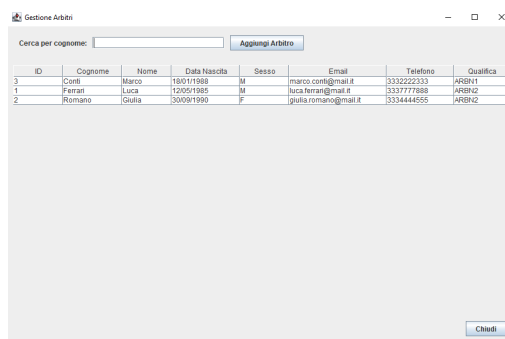 Gestione Arbitri
Cerca per cognome: Aggiungi Arbitro
ID Cognome Nome Data Nascita Sesso Email Telefono Qualifica
3 Conti Marco 18/01/1988 M marco.conti@mail.it 3332222333 ARBN1
1 Ferrari Luca 12/05/1985 M luca.ferrari@mail.it 3337777888 ARBN2
2 Romano Giulia 30/09/1990 F giulia.romano@mail.it 3334444555 ARBN2
Chiudi